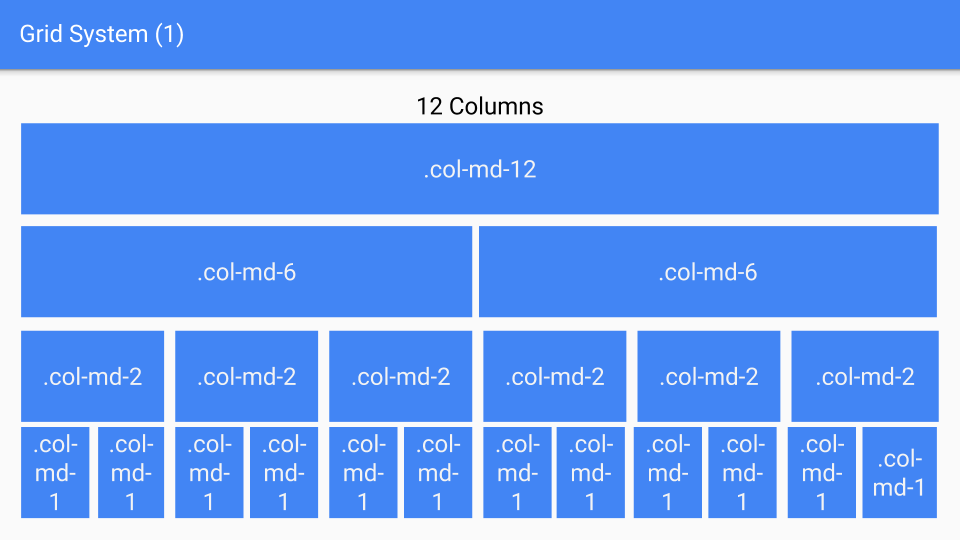 Grid System (1)
12 Columns
.col-md-12
.col-md-6 .col-md-6
.col-md-2 .col-md-2 .col-md-2 .col-md-2 .col-md-2 .col-md-2
.col-
md-
1
.col-
md-
1
.col-
md-
1
.col-
md-
1
.col-
md-
1
.col-
md-
1
.col-
md-
1
.col-
md-
1
.col-
md-
1
.col-
md-
1
.col-
md-
1
.col-
md-1